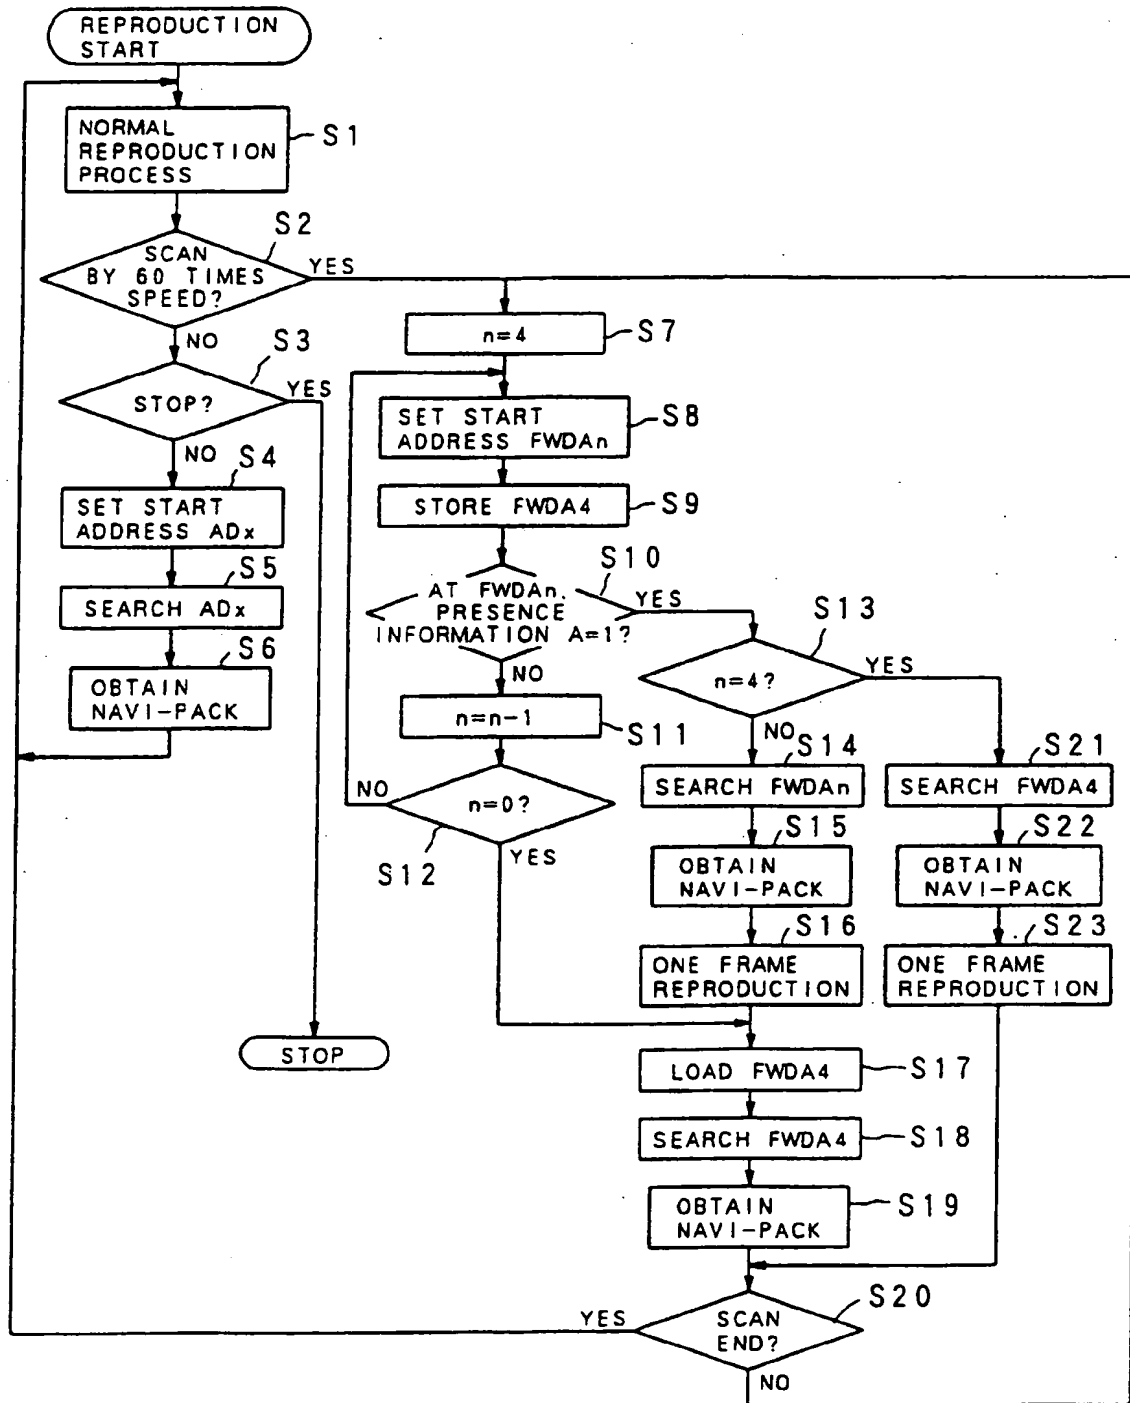 REPRODUCTION
START
NORMAL
REPRODUCTION
PROCESS
S1
SCAN
BY 60 TIMES
SPEED?
S2
YES
NO
STOP?
S3
YES
NO
SET START
ADDRESS ADx
S4
SEARCH ADx
S5
OBTAIN
NAVI-PACK
S6
STOP
n=4
S7
SET START
ADDRESS FWDAn
S8
STORE FWDA4
S9
AT FWDAn.
PRESENCE
INFORMATION A=1?
S10
YES
NO
n=n-1
S11
n=0?
S12
NO
YES
n=4?
S13
YES
NO
SEARCH FWDAn
S14
OBTAIN
NAVI-PACK
S15
ONE FRAME
REPRODUCTION
S16
LOAD FWDA4
S17
SEARCH FWDA4
S18
OBTAIN
NAVI-PACK
S19
SCAN
END?
S20
YES
NO
SEARCH FWDA4
S21
OBTAIN
NAVI-PACK
S22
ONE FRAME
REPRODUCTION
S23